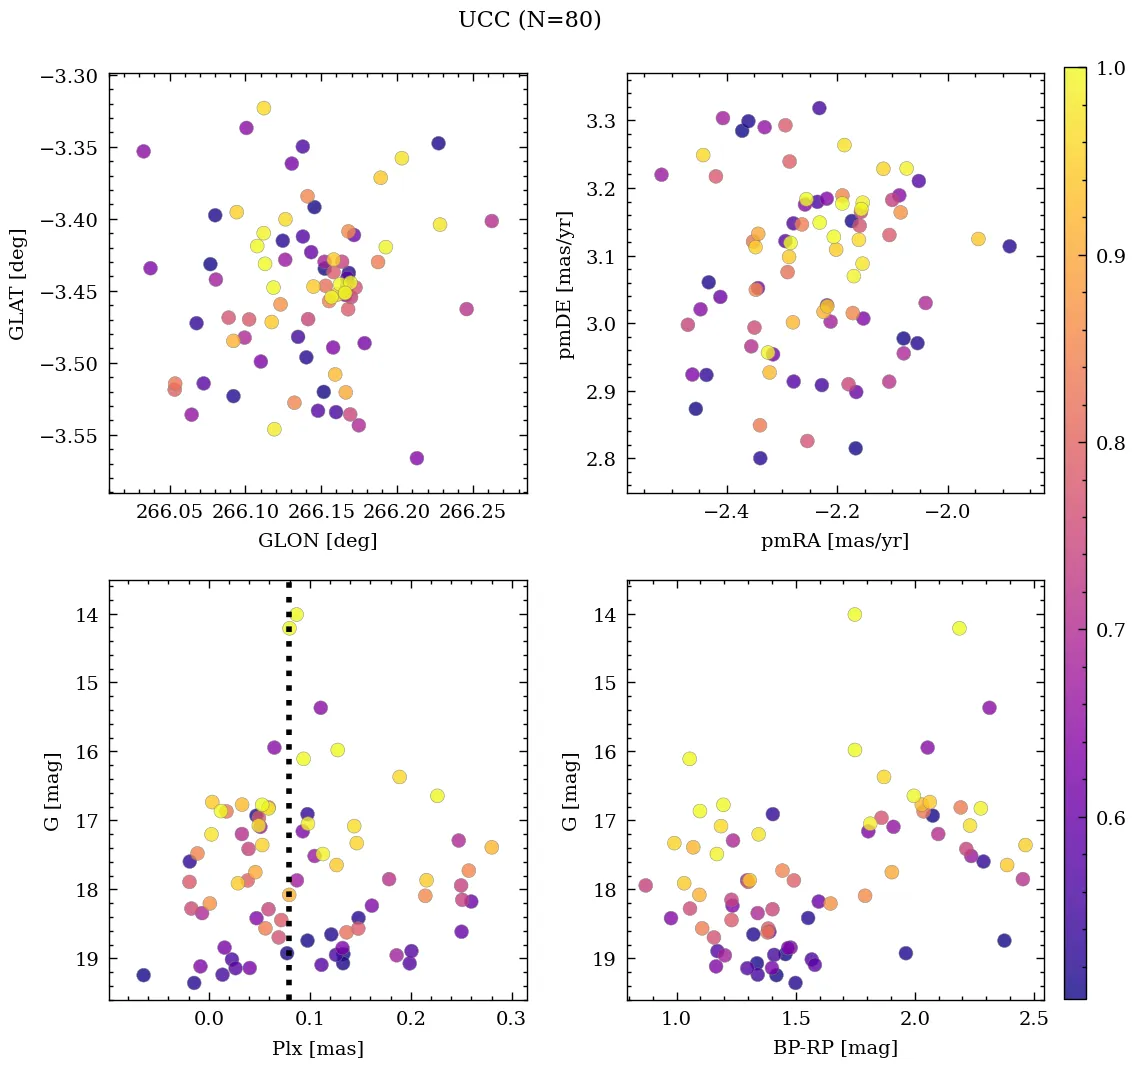 UCC (N=80)
−3.30
−3.35
−3.40
−3.45
−3.50
−3.55
GLAT [deg]
266.05 266.10 266.15 266.20 266.25
GLON [deg]
3.3
3.2
3.1
3.0
2.9
2.8
pmDE [mas/yr]
−2.4 −2.2 −2.0
pmRA [mas/yr]
14
15
16
17
18
19
G [mag]
0.0 0.1 0.2 0.3
Plx [mas]
14
15
16
17
18
19
G [mag]
1.0 1.5 2.0 2.5
BP-RP [mag]
1.0
0.9
0.8
0.7
0.6